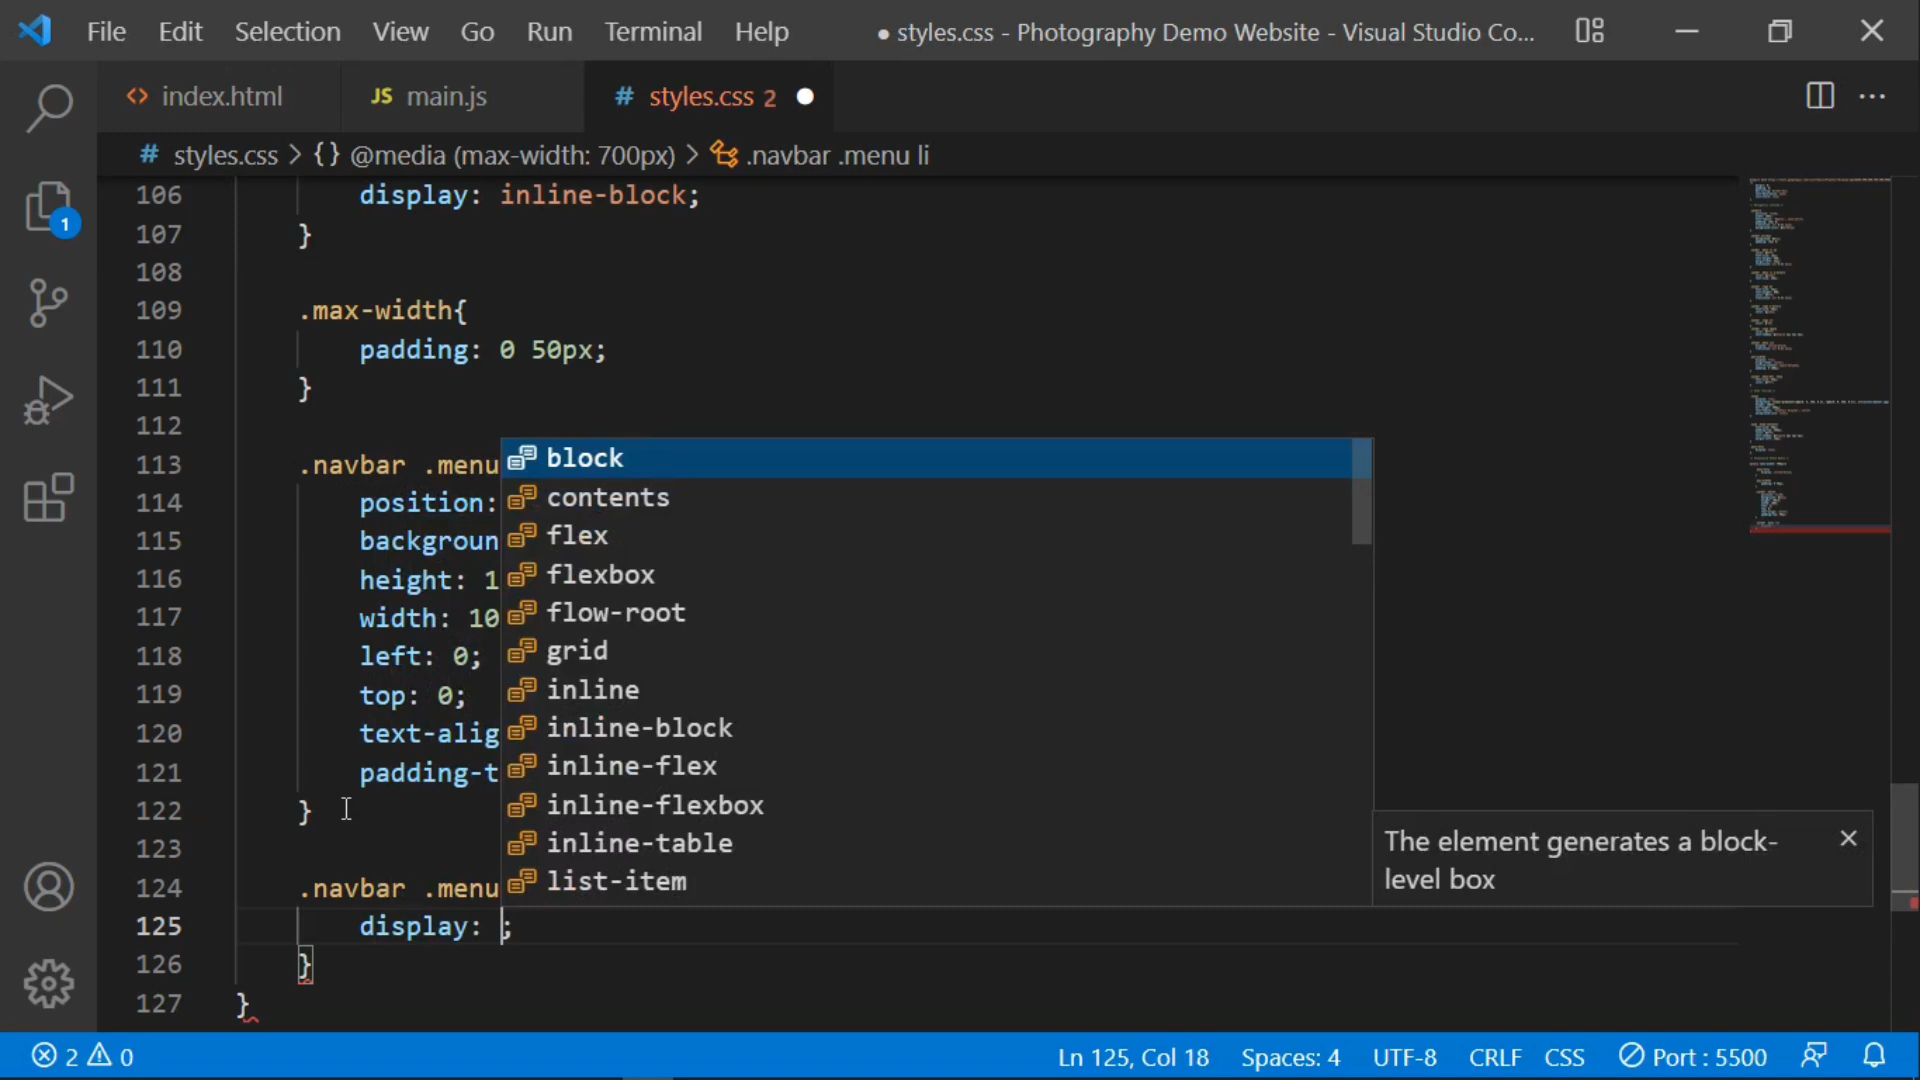 File Edit Selection View Go Run Terminal Help ● styles.css - Photography Demo Website - Visual Studio Co...
<> index.html JS main.js # styles.css 2 ●
# styles.css > {} @media (max-width: 700px) > .navbar .menu li
106 display: inline-block;
107 }
108
109 .max-width{
110 padding: 0 50px;
111 }
112
113 .navbar .menu
114 position:
115 backgroun
116 height: 1
117 width: 10
118 left: 0;
119 top: 0;
120 text-alig
121 padding-t
122 }
123
124 .navbar .menu
125 display: ;
126 }
127 }
block
contents
flex
flexbox
flow-root
grid
inline
inline-block
inline-flex
inline-flexbox
inline-table
list-item
The element generates a block-
level box
1
2 0 Ln 125, Col 18 Spaces: 4 UTF-8 CRLF CSS Port : 5500